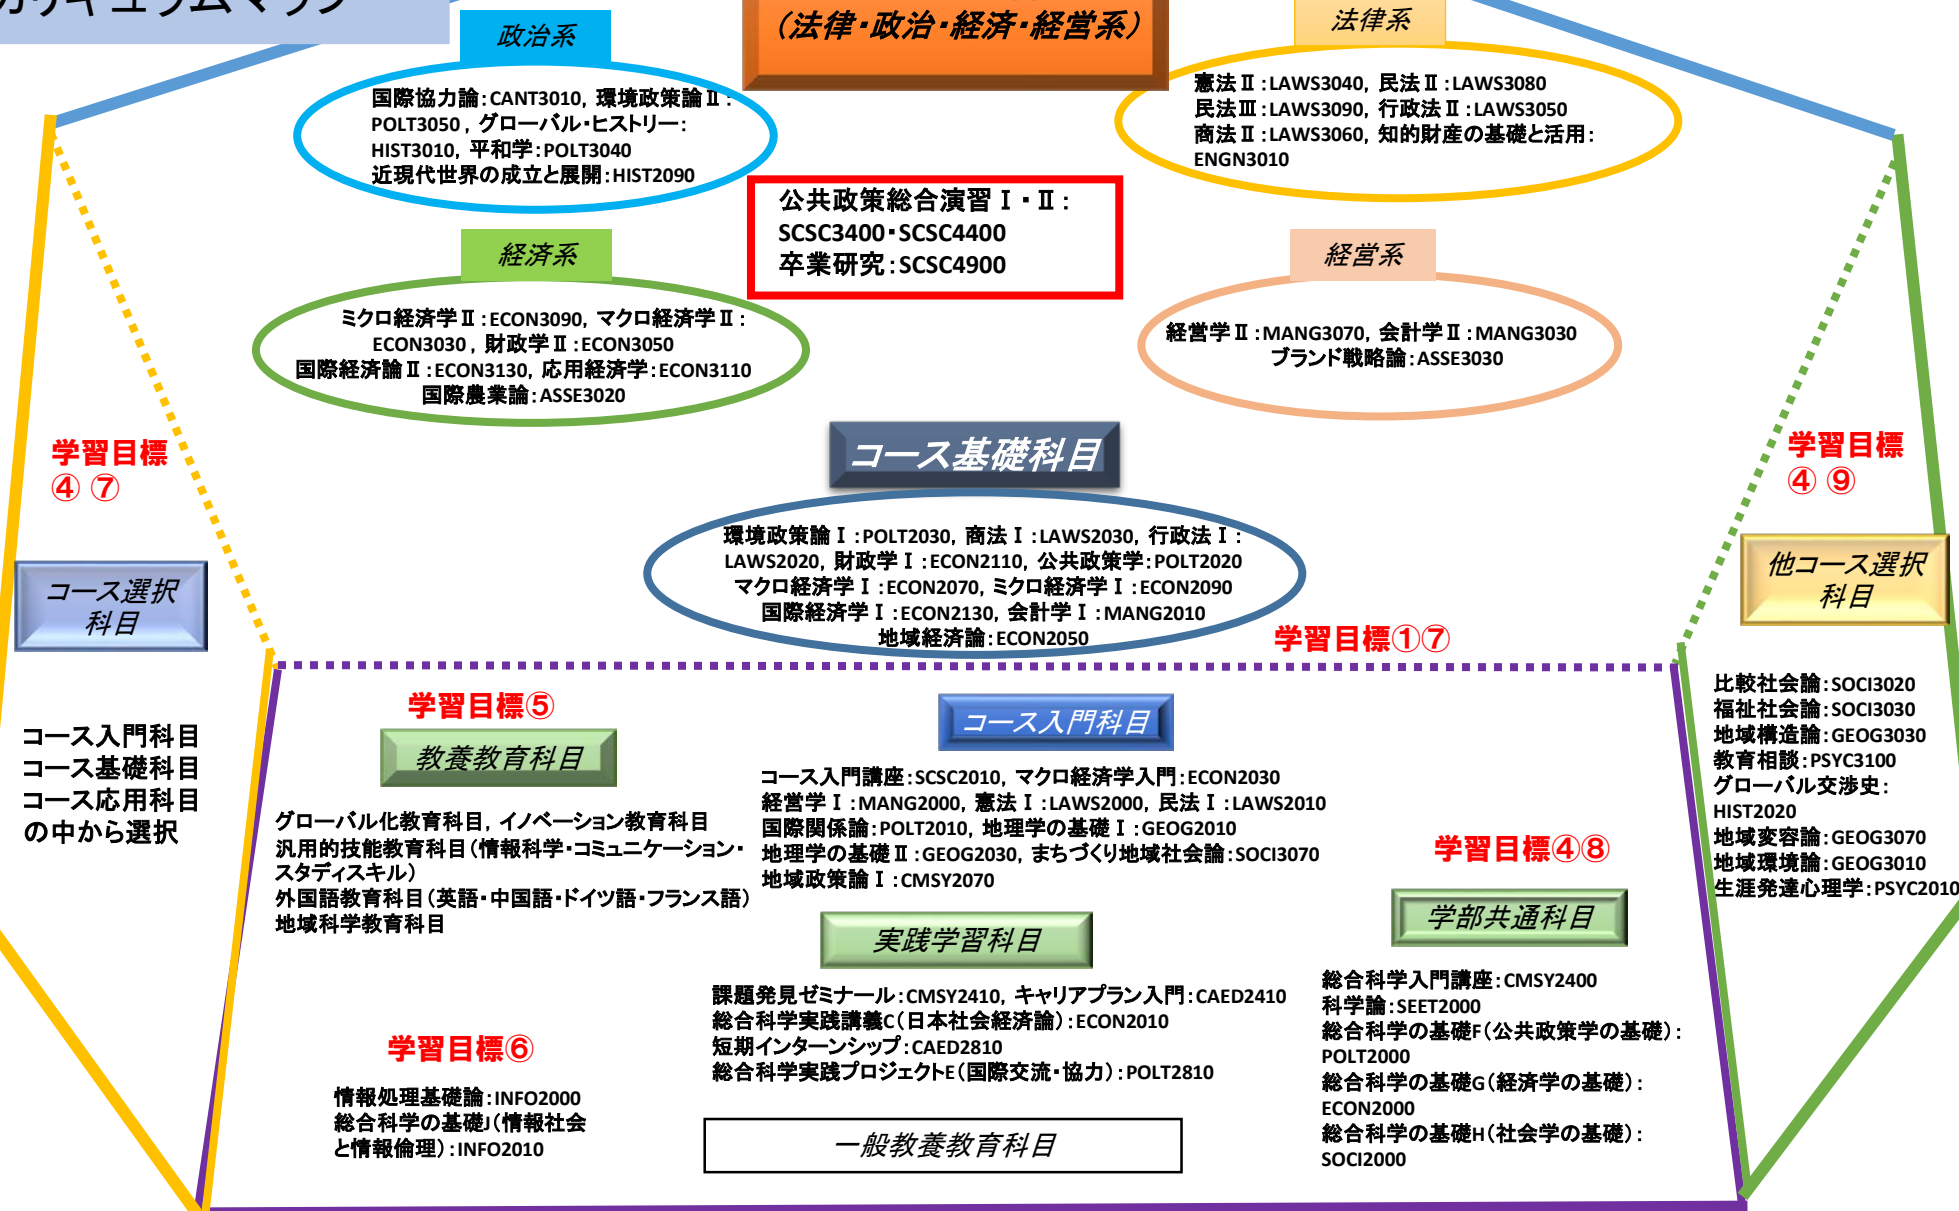 カリキュラムマップ
(法律・政治・経済・経営系)
政治系
国際協力論：CANT3010，環境政策論Ⅱ：
POLT3050，グローバル・ヒストリー：
HIST3010，平和学：POLT3040
近現代世界の成立と展開：HIST2090
法律系
憲法Ⅱ：LAWS3040，民法Ⅱ：LAWS3080
民法Ⅲ：LAWS3090，行政法Ⅱ：LAWS3050
商法Ⅱ：LAWS3060，知的財産の基礎と活用：
ENGN3010
公共政策総合演習Ⅰ・Ⅱ：
SCSC3400・SCSC4400
卒業研究：SCSC4900
経済系
ミクロ経済学Ⅱ：ECON3090，マクロ経済学Ⅱ：
ECON3030，財政学Ⅱ：ECON3050
国際経済論Ⅱ：ECON3130，応用経済学：ECON3110
国際農業論：ASSE3020
経営系
経営学Ⅱ：MANG3070，会計学Ⅱ：MANG3030
ブランド戦略論：ASSE3030
学習目標
④ ⑦
コース選択
科目
コース入門科目
コース基礎科目
コース応用科目
の中から選択
コース基礎科目
環境政策論Ⅰ：POLT2030，商法Ⅰ：LAWS2030，行政法Ⅰ：
LAWS2020，財政学Ⅰ：ECON2110，公共政策学：POLT2020
マクロ経済学Ⅰ：ECON2070，ミクロ経済学Ⅰ：ECON2090
国際経済学Ⅰ：ECON2130，会計学Ⅰ：MANG2010
地域経済論：ECON2050
学習目標①⑦
学習目標
④ ⑨
他コース選択
科目
比較社会論：SOCI3020
福祉社会論：SOCI3030
地域構造論：GEOG3030
教育相談：PSYC3100
グローバル交渉史：
HIST2020
地域変容論：GEOG3070
地域環境論：GEOG3010
生涯発達心理学：PSYC2010
学習目標⑤
教養教育科目
グローバル化教育科目，イノベーション教育科目
汎用的技能教育科目（情報科学・コミュニケーション・
スタディスキル）
外国語教育科目（英語・中国語・ドイツ語・フランス語）
地域科学教育科目
コース入門科目
コース入門講座：SCSC2010，マクロ経済学入門：ECON2030
経営学Ⅰ：MANG2000，憲法Ⅰ：LAWS2000，民法Ⅰ：LAWS2010
国際関係論：POLT2010，地理学の基礎Ⅰ：GEOG2010
地理学の基礎Ⅱ：GEOG2030，まちづくり地域社会論：SOCI3070
地域政策論Ⅰ：CMSY2070
学習目標④⑧
学部共通科目
総合科学入門講座：CMSY2400
科学論：SEET2000
総合科学の基礎F（公共政策学の基礎）：
POLT2000
総合科学の基礎G（経済学の基礎）：
ECON2000
総合科学の基礎H（社会学の基礎）：
SOCI2000
実践学習科目
課題発見ゼミナール：CMSY2410，キャリアプラン入門：CAED2410
総合科学実践講義C（日本社会経済論）：ECON2010
短期インターンシップ：CAED2810
総合科学実践プロジェクトE（国際交流・協力）：POLT2810
学習目標⑥
情報処理基礎論：INFO2000
総合科学の基礎J（情報社会
と情報倫理）：INFO2010
一般教養教育科目